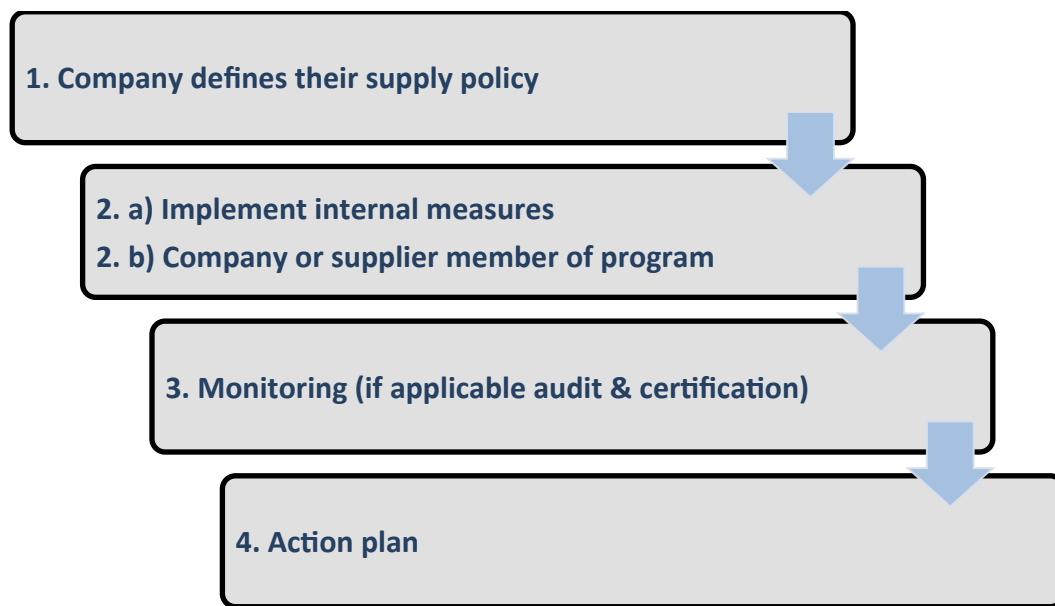 1. Company defines their supply policy
2. a) Implement internal measures
2. b) Company or supplier member of program
3. Monitoring (if applicable audit & certification)
4. Action plan